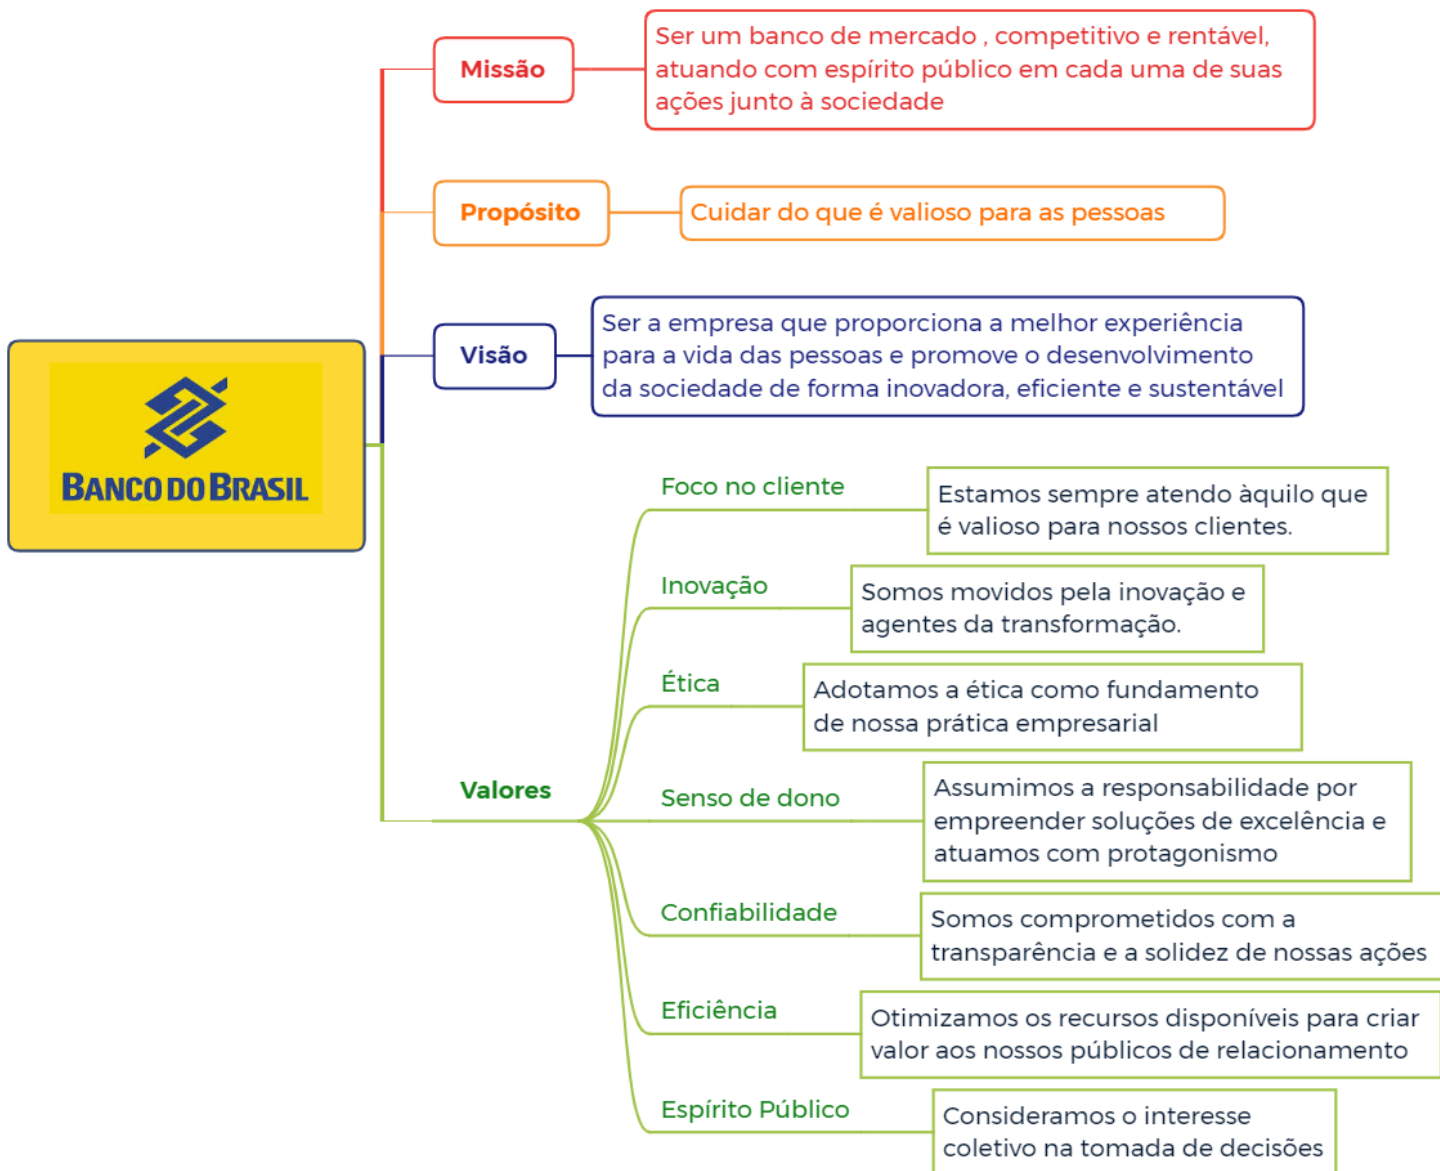 Missão
Ser um banco de mercado , competitivo e rentável,
atuando com espírito público em cada uma de suas
ações junto à sociedade
Propósito
Cuidar do que é valioso para as pessoas
Visão
Ser a empresa que proporciona a melhor experiência
para a vida das pessoas e promove o desenvolvimento
da sociedade de forma inovadora, eficiente e sustentável
BANCO DO BRASIL
Valores
Foco no cliente
Estamos sempre atendo àquilo que
é valioso para nossos clientes.
Inovação
Somos movidos pela inovação e
agentes da transformação.
Ética
Adotamos a ética como fundamento
de nossa prática empresarial
Senso de dono
Assumimos a responsabilidade por
empreender soluções de excelência e
atuamos com protagonismo
Confiabilidade
Somos comprometidos com a
transparência e a solidez de nossas ações
Eficiência
Otimizamos os recursos disponíveis para criar
valor aos nossos públicos de relacionamento
Espírito Público
Consideramos o interesse
coletivo na tomada de decisões